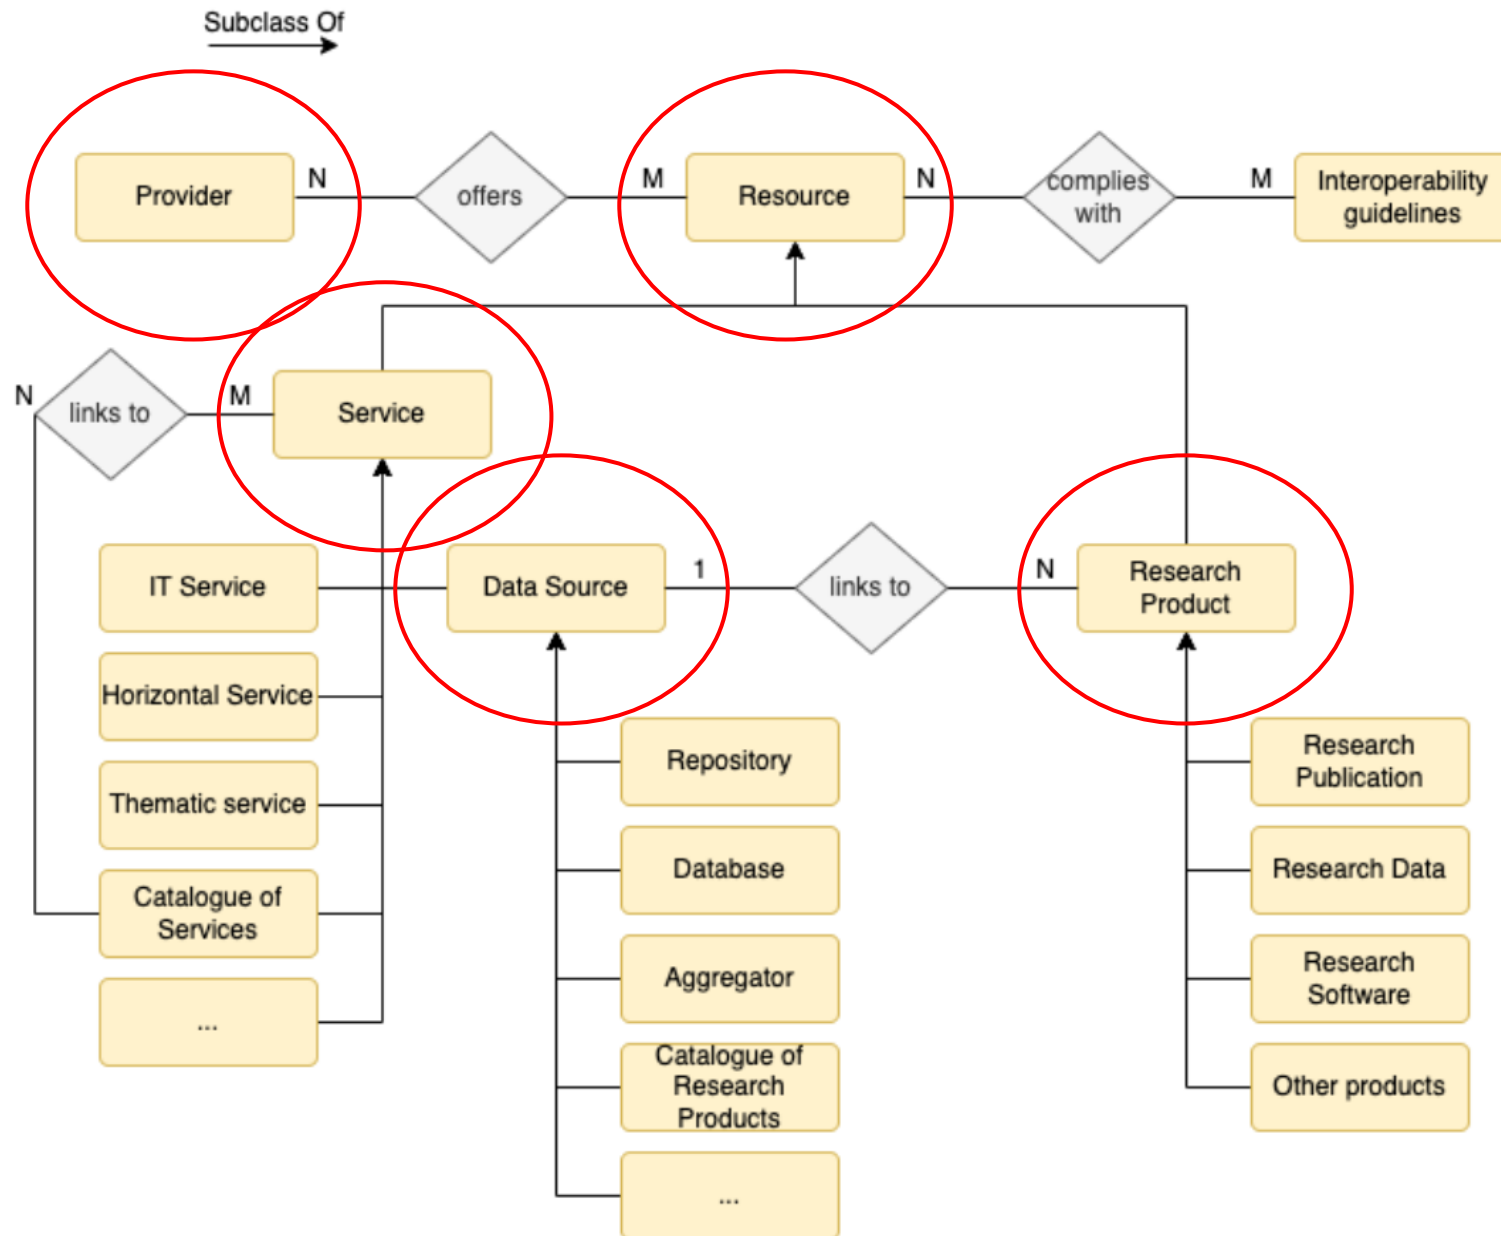 Subclass Of
Provider
N
offers
M
Resource
N
complies
with
M
Interoperability
guidelines
N
links to
M
Service
IT Service
Data Source
1
links to
N
Research
Product
Horizontal Service
Thematic service
Catalogue of
Services
...
Repository
Database
Aggregator
Catalogue of
Research
Products
...
Research
Publication
Research Data
Research
Software
Other products